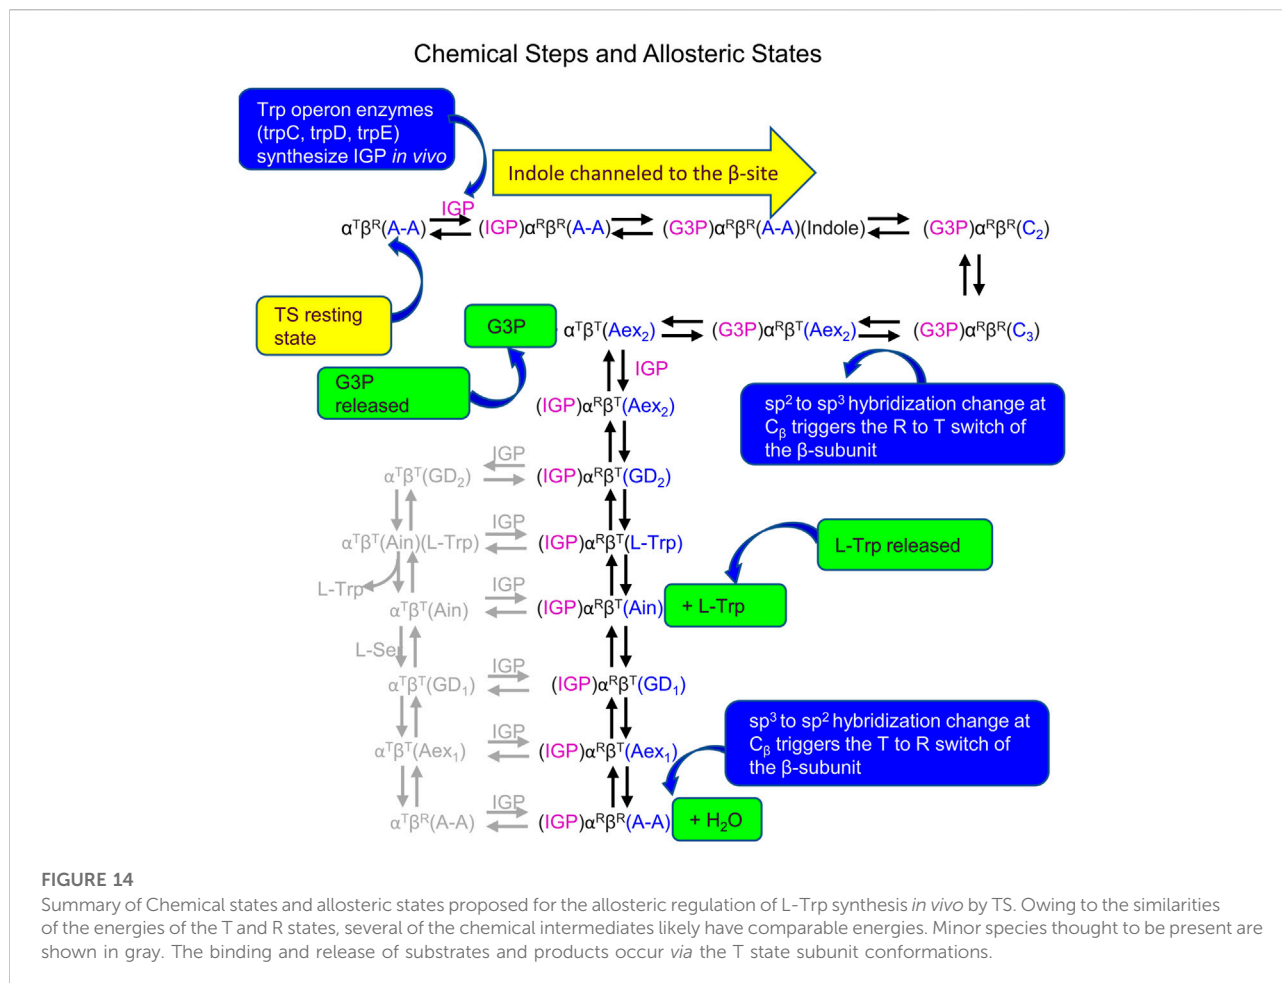 Chemical Steps and Allosteric States
Trp operon enzymes
(trpC, trpD, trpE)
synthesize IGP in vivo
Indole channeled to the β-site
IGP
αᵀβᴿ(A-A)
(IGP)αᴿβᴿ(A-A)
(G3P)αᴿβᴿ(A-A)(Indole)
(G3P)αᴿβᴿ(C₂)
TS resting
state
G3P
αᵀβᵀ(Aex₂)
(G3P)αᴿβᵀ(Aex₂)
(G3P)αᴿβᴿ(C₃)
IGP
G3P
released
(IGP)αᴿβᵀ(Aex₂)
sp² to sp³ hybridization change at
Cᵦ triggers the R to T switch of
the β-subunit
IGP
αᵀβᵀ(GD₂)
(IGP)αᴿβᵀ(GD₂)
IGP
αᵀβᵀ(Ain)(L-Trp)
(IGP)αᴿβᵀ(L-Trp)
L-Trp released
L-Trp
IGP
αᵀβᵀ(Ain)
(IGP)αᴿβᵀ(Ain)
+ L-Trp
L-Ser
IGP
αᵀβᵀ(GD₁)
(IGP)αᴿβᵀ(GD₁)
sp³ to sp² hybridization change at
Cᵦ triggers the T to R switch of
the β-subunit
IGP
αᵀβᵀ(Aex₁)
(IGP)αᴿβᵀ(Aex₁)
IGP
αᵀβᴿ(A-A)
(IGP)αᴿβᴿ(A-A)
+ H₂O
FIGURE 14
Summary of Chemical states and allosteric states proposed for the allosteric regulation of L-Trp synthesis in vivo by TS. Owing to the similarities
of the energies of the T and R states, several of the chemical intermediates likely have comparable energies. Minor species thought to be present are
shown in gray. The binding and release of substrates and products occur via the T state subunit conformations.